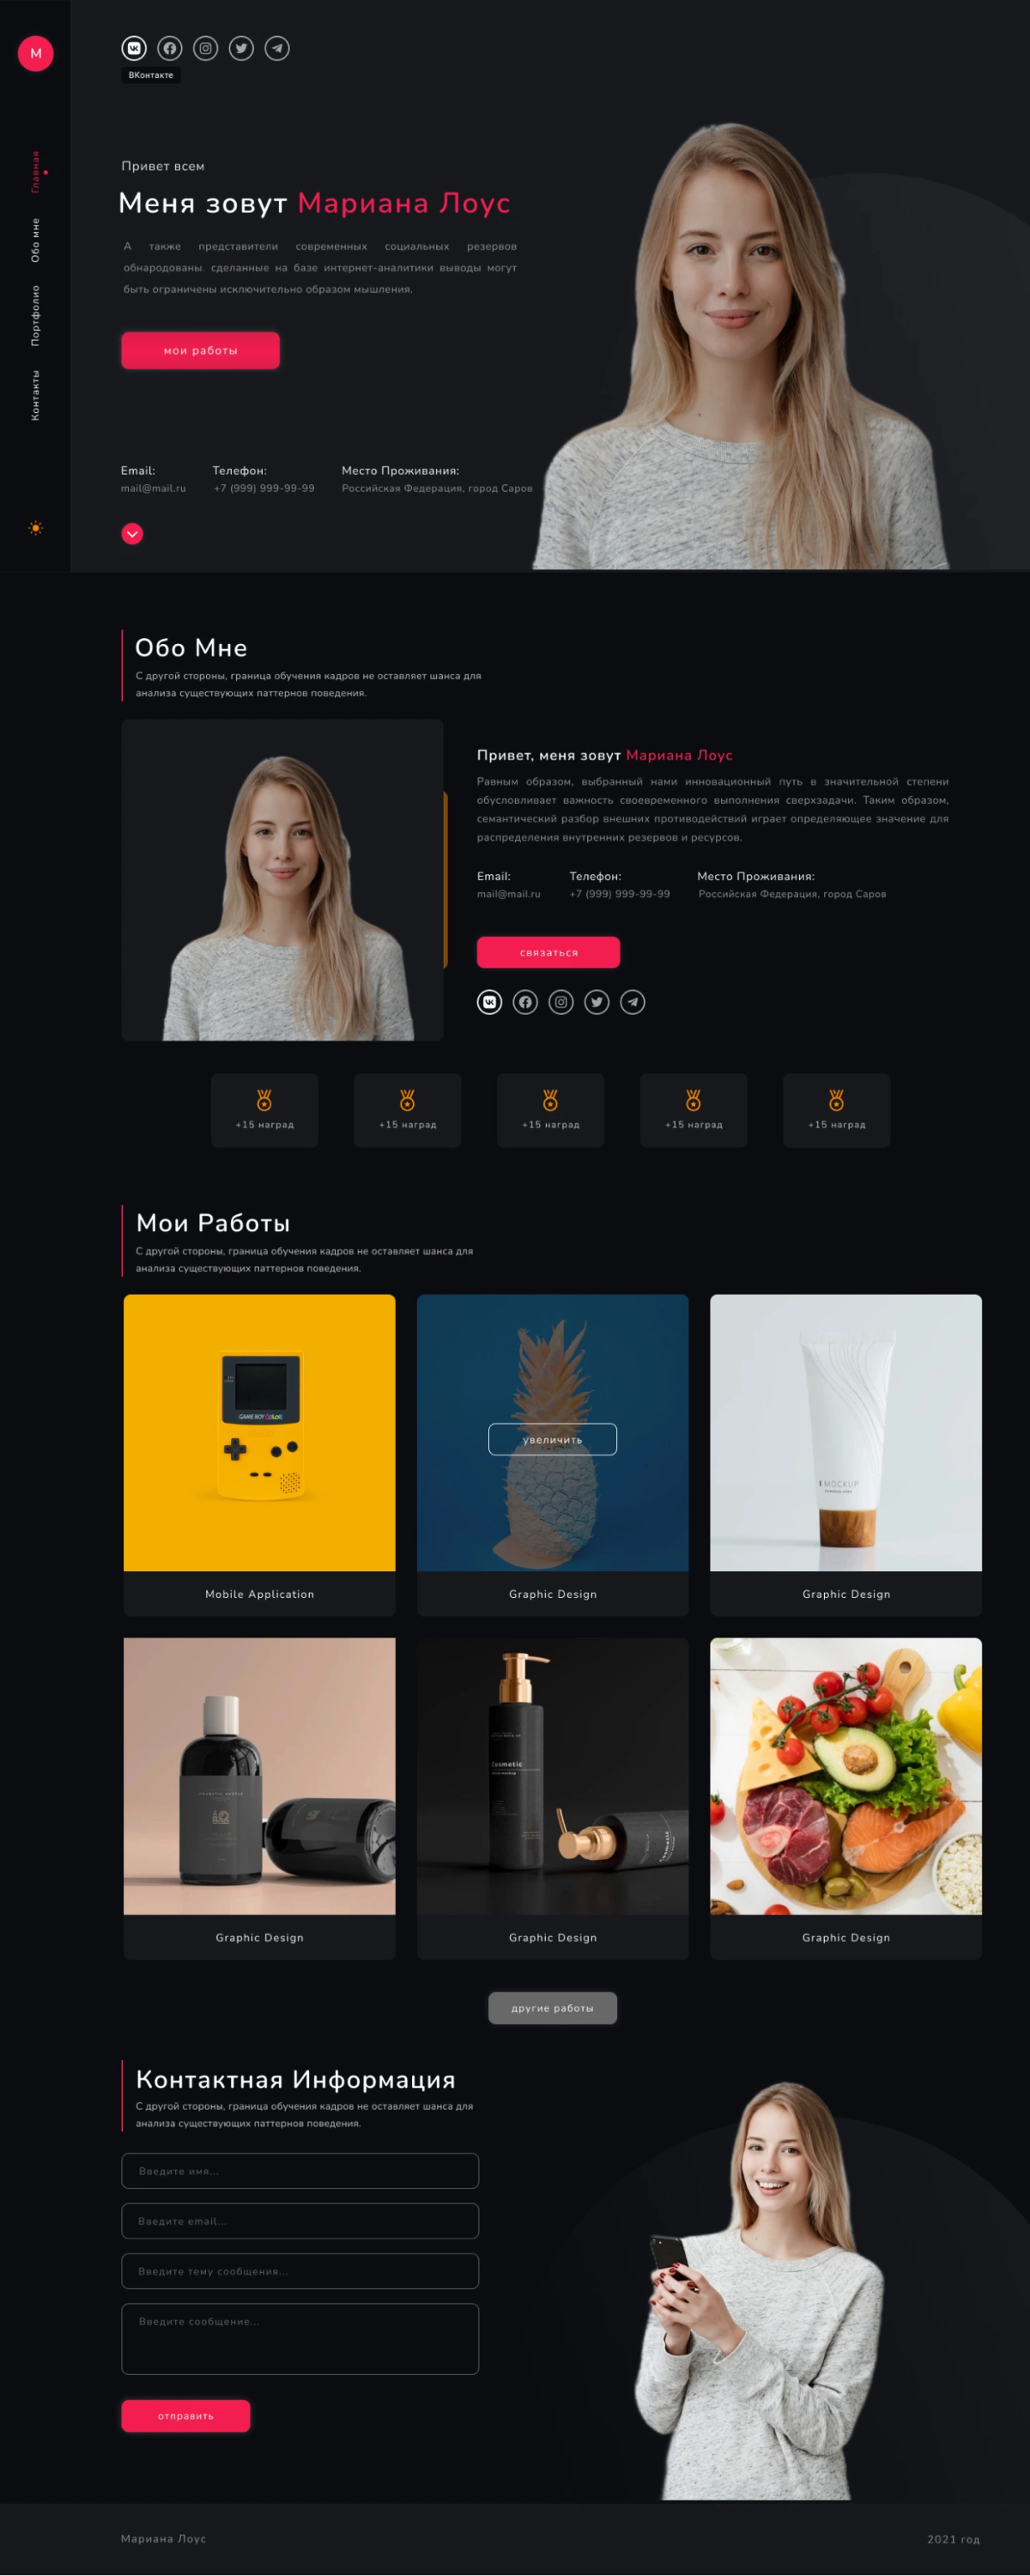 M
Главная
Обо мне
Портфолио
Контакты
ВКонтакте
Привет всем
Меня зовут Мариана Лоус
А также представители современных социальных резервов
обнародованы. сделанные на базе интернет-аналитики выводы могут
быть ограничены исключительно образом мышления.
мои работы
Email: Телефон: Место Проживания:
mail@mail.ru +7 (999) 999-99-99 Российская Федерация, город Саров
Обо Мне
С другой стороны, граница обучения кадров не оставляет шанса для
анализа существующих паттернов поведения.
Привет, меня зовут Мариана Лоус
Равным образом, выбранный нами инновационный путь в значительной степени
обусловливает важность своевременного выполнения сверхзадачи. Таким образом,
семантический разбор внешних противодействий играет определяющее значение для
распределения внутренних резервов и ресурсов.
Email: Телефон: Место Проживания:
mail@mail.ru +7 (999) 999-99-99 Российская Федерация, город Саров
связаться
+15 наград +15 наград +15 наград +15 наград +15 наград
Мои Работы
С другой стороны, граница обучения кадров не оставляет шанса для
анализа существующих паттернов поведения.
GAME BOY COLOR
увеличить
MOCKUP
Mobile Application Graphic Design Graphic Design
Cosmetic
Cosmetic
Graphic Design Graphic Design Graphic Design
другие работы
Контактная Информация
С другой стороны, граница обучения кадров не оставляет шанса для
анализа существующих паттернов поведения.
Введите имя...
Введите email...
Введите тему сообщения...
Введите сообщение...
отправить
Мариана Лоус 2021 год